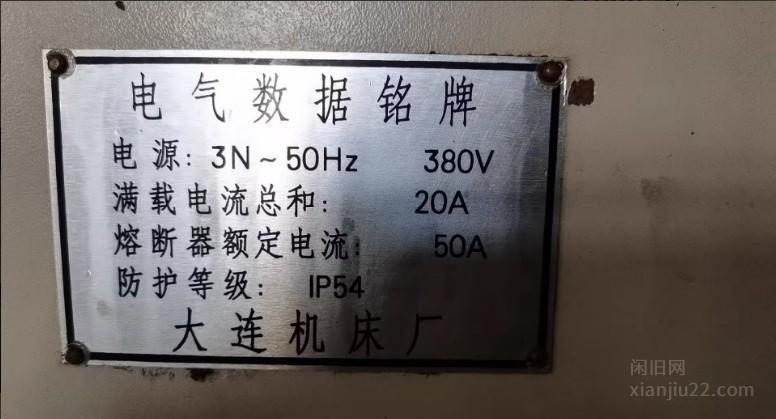 电气数据铭牌
电源: 3N～50Hz 380V
满载电流总和: 20A
熔断器额定电流: 50A
防护等级: IP54
大连机床厂
闲旧网
xianjiu22.com